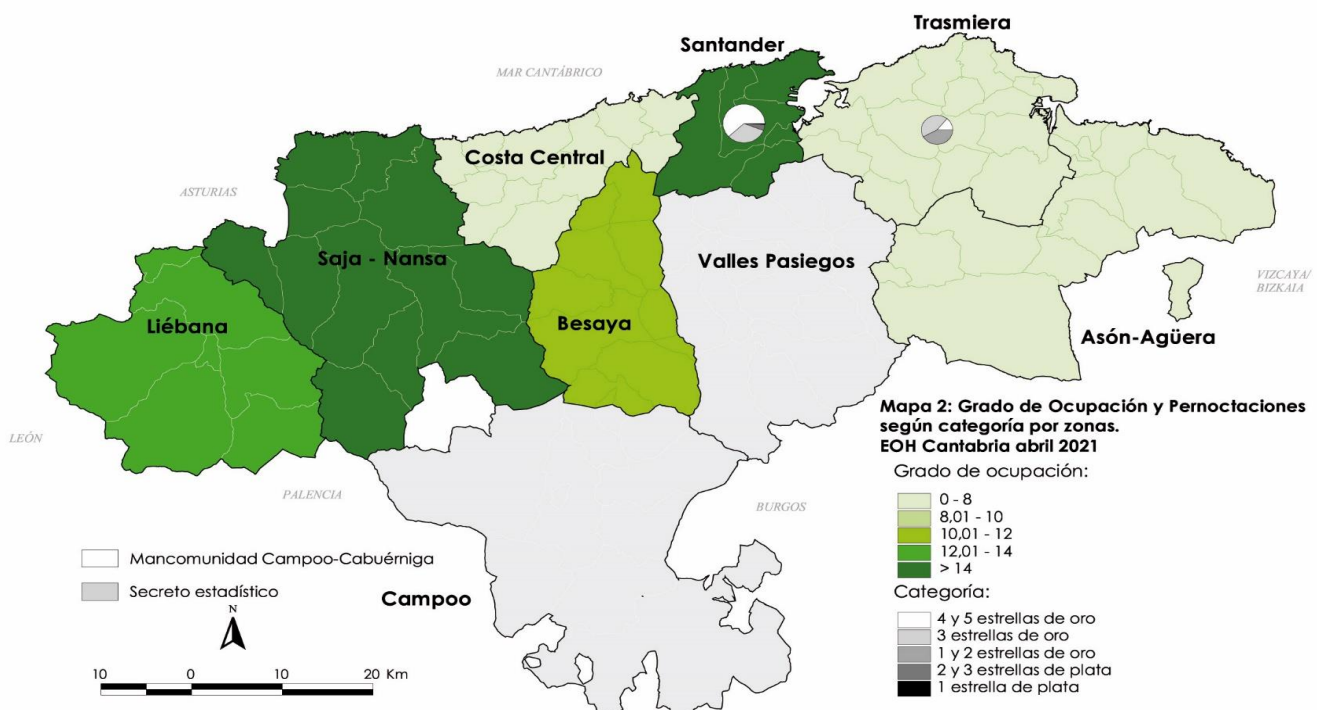 Trasmiera
Santander
MAR CANTÁBRICO
Costa Central
ASTURIAS
Saja - Nansa
Valles Pasiegos
VIZCAYA/
BIZKAIA
Liébana
Besaya
Asón-Agüera
Mapa 2: Grado de Ocupación y Pernoctaciones
según categoría por zonas.
EOH Cantabria abril 2021
LEÓN
PALENCIA
BURGOS
Grado de ocupación:
0 - 8
8,01 - 10
10,01 - 12
12,01 - 14
> 14
Mancomunidad Campoo-Cabuérniga
Secreto estadístico
Campoo
Categoría:
4 y 5 estrellas de oro
3 estrellas de oro
1 y 2 estrellas de oro
2 y 3 estrellas de plata
1 estrella de plata
N
10 0 10 20 Km